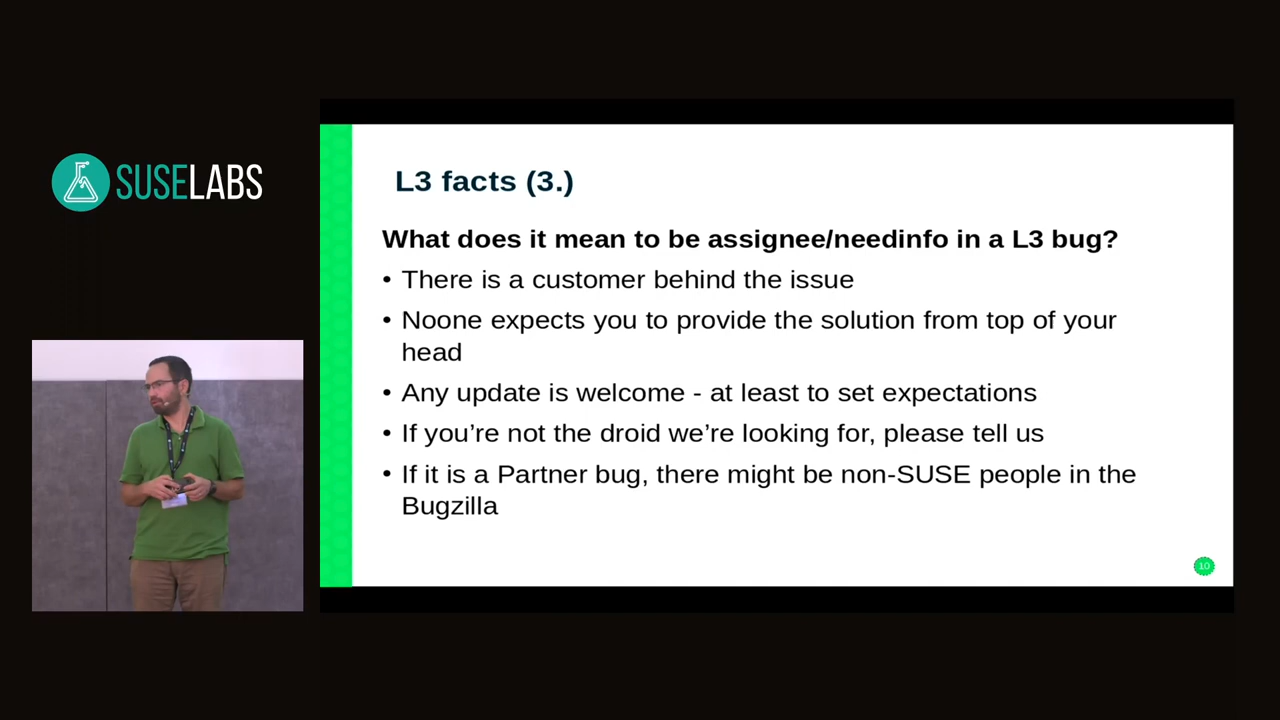 SUSELABS
L3 facts (3.)
What does it mean to be assignee/needinfo in a L3 bug?
• There is a customer behind the issue
• Noone expects you to provide the solution from top of your
head
• Any update is welcome - at least to set expectations
• If you’re not the droid we’re looking for, please tell us
• If it is a Partner bug, there might be non-SUSE people in the
Bugzilla
10